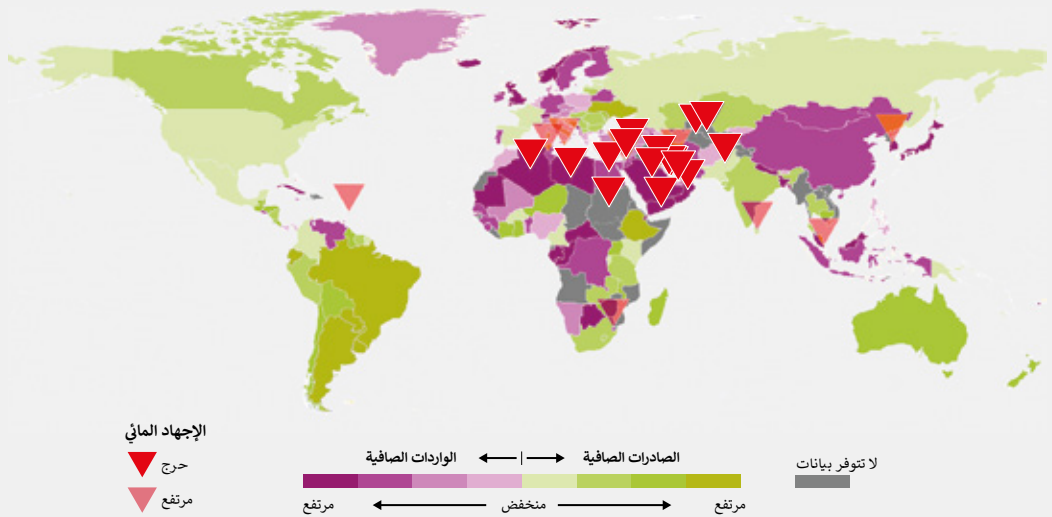 الإجهاد المائي
حرج
مرتفع
الواردات الصافية
الصادرات الصافية
مرتفع
منخفض
مرتفع
لا تتوفر بيانات